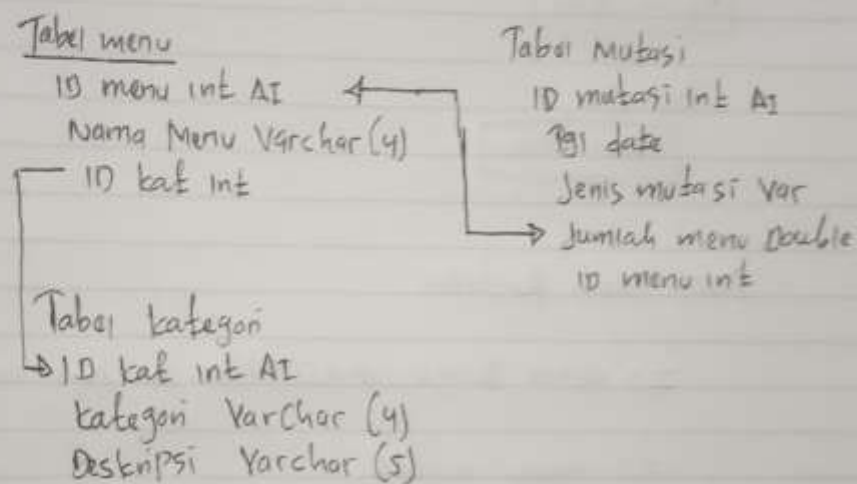 Tabel menu
ID menu int AI
Nama Menu Varchar (4)
ID kat int
Tabel Mutasi
ID mutasi int AI
Tgl date
Jenis mutasi Var
Jumlah menu Double
ID menu int
Tabel kategori
ID kat int AI
kategori VarChar (4)
Deskripsi Varchar (5)